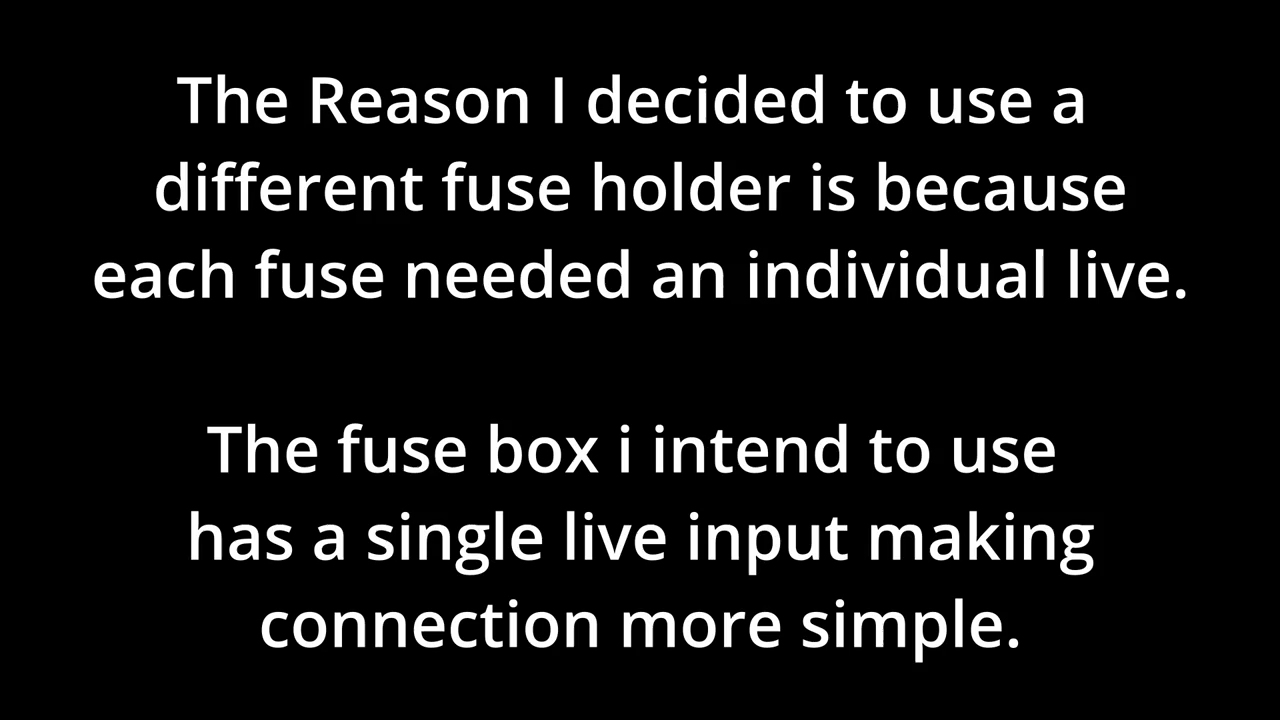 The Reason I decided to use a
different fuse holder is because
each fuse needed an individual live.
The fuse box i intend to use
has a single live input making
connection more simple.